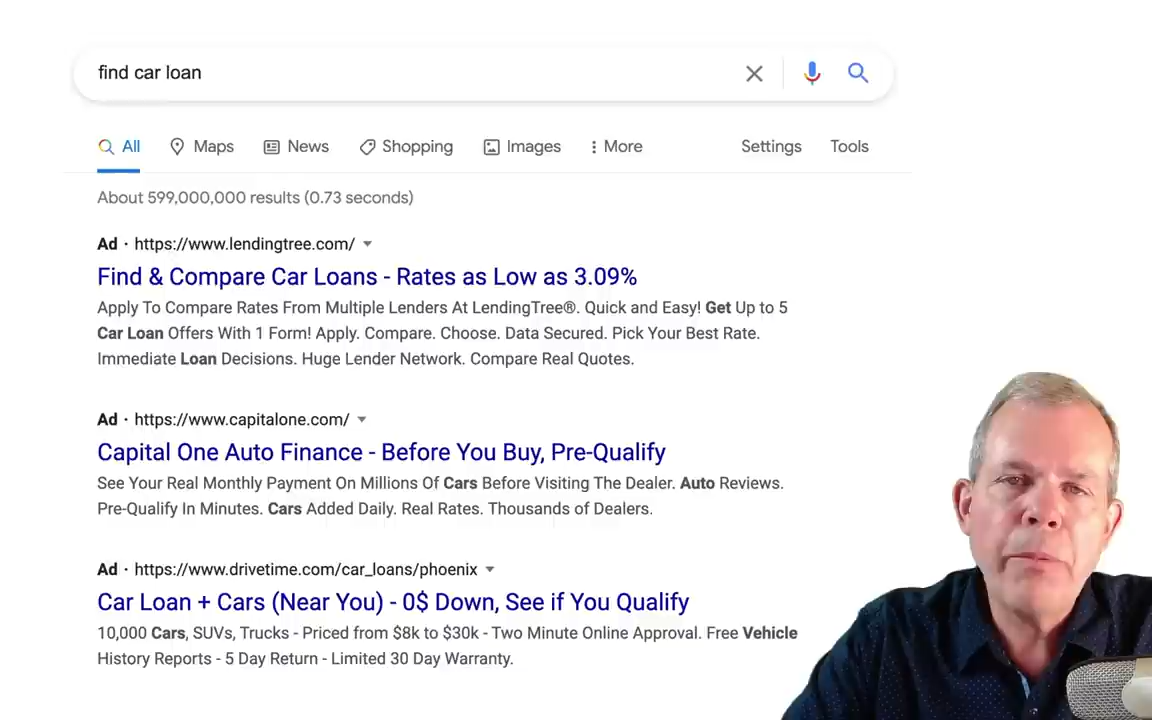 find car loan
All Maps News Shopping Images More Settings Tools
About 599,000,000 results (0.73 seconds)
Ad · https://www.lendingtree.com/
Find & Compare Car Loans - Rates as Low as 3.09%
Apply To Compare Rates From Multiple Lenders At LendingTree®. Quick and Easy! Get Up to 5
Car Loan Offers With 1 Form! Apply. Compare. Choose. Data Secured. Pick Your Best Rate.
Immediate Loan Decisions. Huge Lender Network. Compare Real Quotes.
Ad · https://www.capitalone.com/
Capital One Auto Finance - Before You Buy, Pre-Qualify
See Your Real Monthly Payment On Millions Of Cars Before Visiting The Dealer. Auto Reviews.
Pre-Qualify In Minutes. Cars Added Daily. Real Rates. Thousands of Dealers.
Ad · https://www.drivetime.com/car_loans/phoenix
Car Loan + Cars (Near You) - 0$ Down, See if You Qualify
10,000 Cars, SUVs, Trucks - Priced from $8k to $30k - Two Minute Online Approval. Free Vehicle
History Reports - 5 Day Return - Limited 30 Day Warranty.